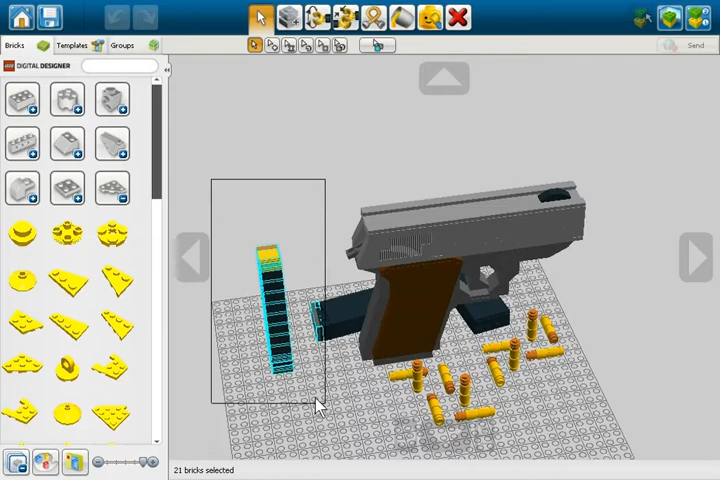 Bricks
Templates
Groups
Send
LEGO DIGITAL DESIGNER
21 bricks selected